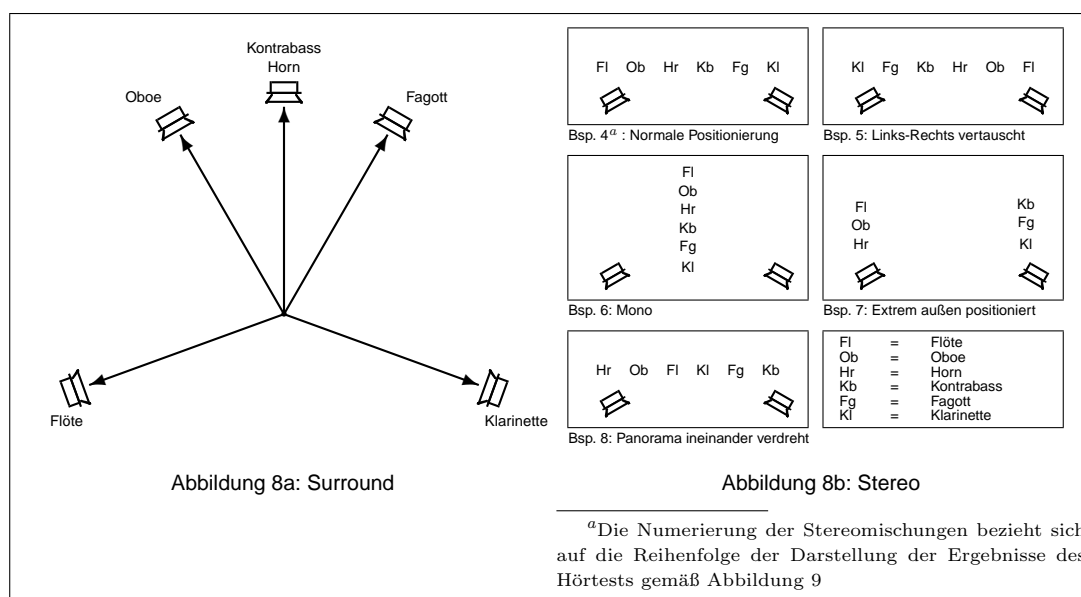 Kontrabass
Horn
Oboe
Fagott
Flöte
Klarinette
Abbildung 8a: Surround
Fl Ob Hr Kb Fg Kl
Bsp. 4a : Normale Positionierung
Kl Fg Kb Hr Ob Fl
Bsp. 5: Links-Rechts vertauscht
Fl
Ob
Hr
Kb
Fg
Kl
Bsp. 6: Mono
Fl
Ob
Hr
Kb
Fg
Kl
Bsp. 7: Extrem außen positioniert
Hr Ob Fl Kl Fg Kb
Bsp. 8: Panorama ineinander verdreht
Fl = Flöte
Ob = Oboe
Hr = Horn
Kb = Kontrabass
Fg = Fagott
Kl = Klarinette
Abbildung 8b: Stereo
aDie Numerierung der Stereomischungen bezieht sich
auf die Reihenfolge der Darstellung der Ergebnisse des
Hörtests gemäß Abbildung 9